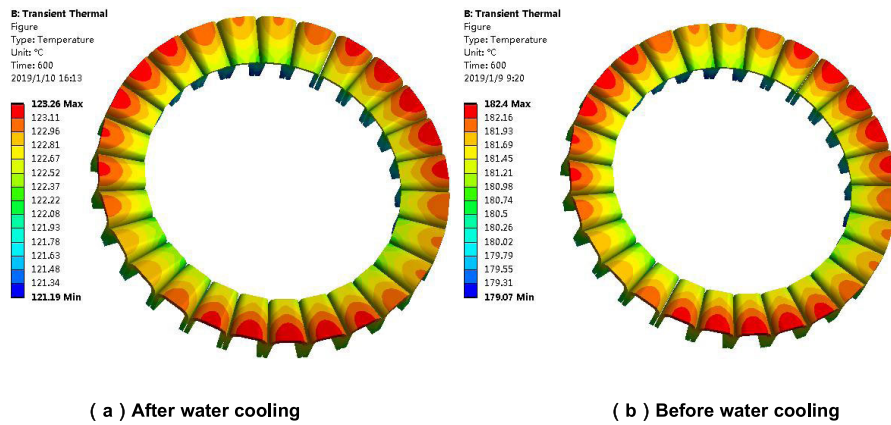 B: Transient Thermal
Figure
Type: Temperature
Unit: °C
Time: 600
2019/1/10 16:13
123.26 Max
123.11
122.96
122.81
122.67
122.52
122.37
122.22
122.08
121.93
121.78
121.63
121.48
121.34
121.19 Min
B: Transient Thermal
Figure
Type: Temperature
Unit: °C
Time: 600
2019/1/9 9:20
182.4 Max
182.16
181.93
181.69
181.45
181.21
180.98
180.74
180.5
180.26
180.02
179.79
179.55
179.31
179.07 Min
( a ) After water cooling
( b ) Before water cooling